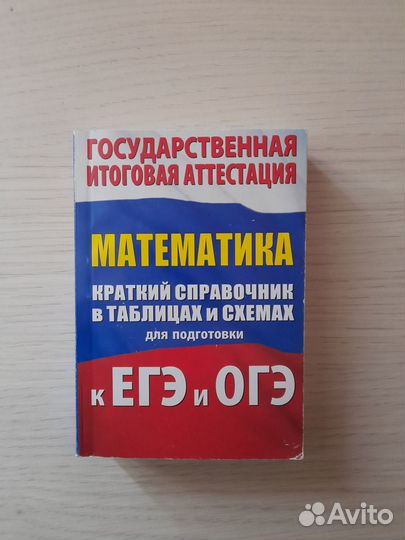 ГОСУДАРСТВЕННАЯ
ИТОГОВАЯ АТТЕСТАЦИЯ
МАТЕМАТИКА
КРАТКИЙ СПРАВОЧНИК
В ТАБЛИЦАХ И СХЕМАХ
для подготовки
к ЕГЭ и ОГЭ
Avito